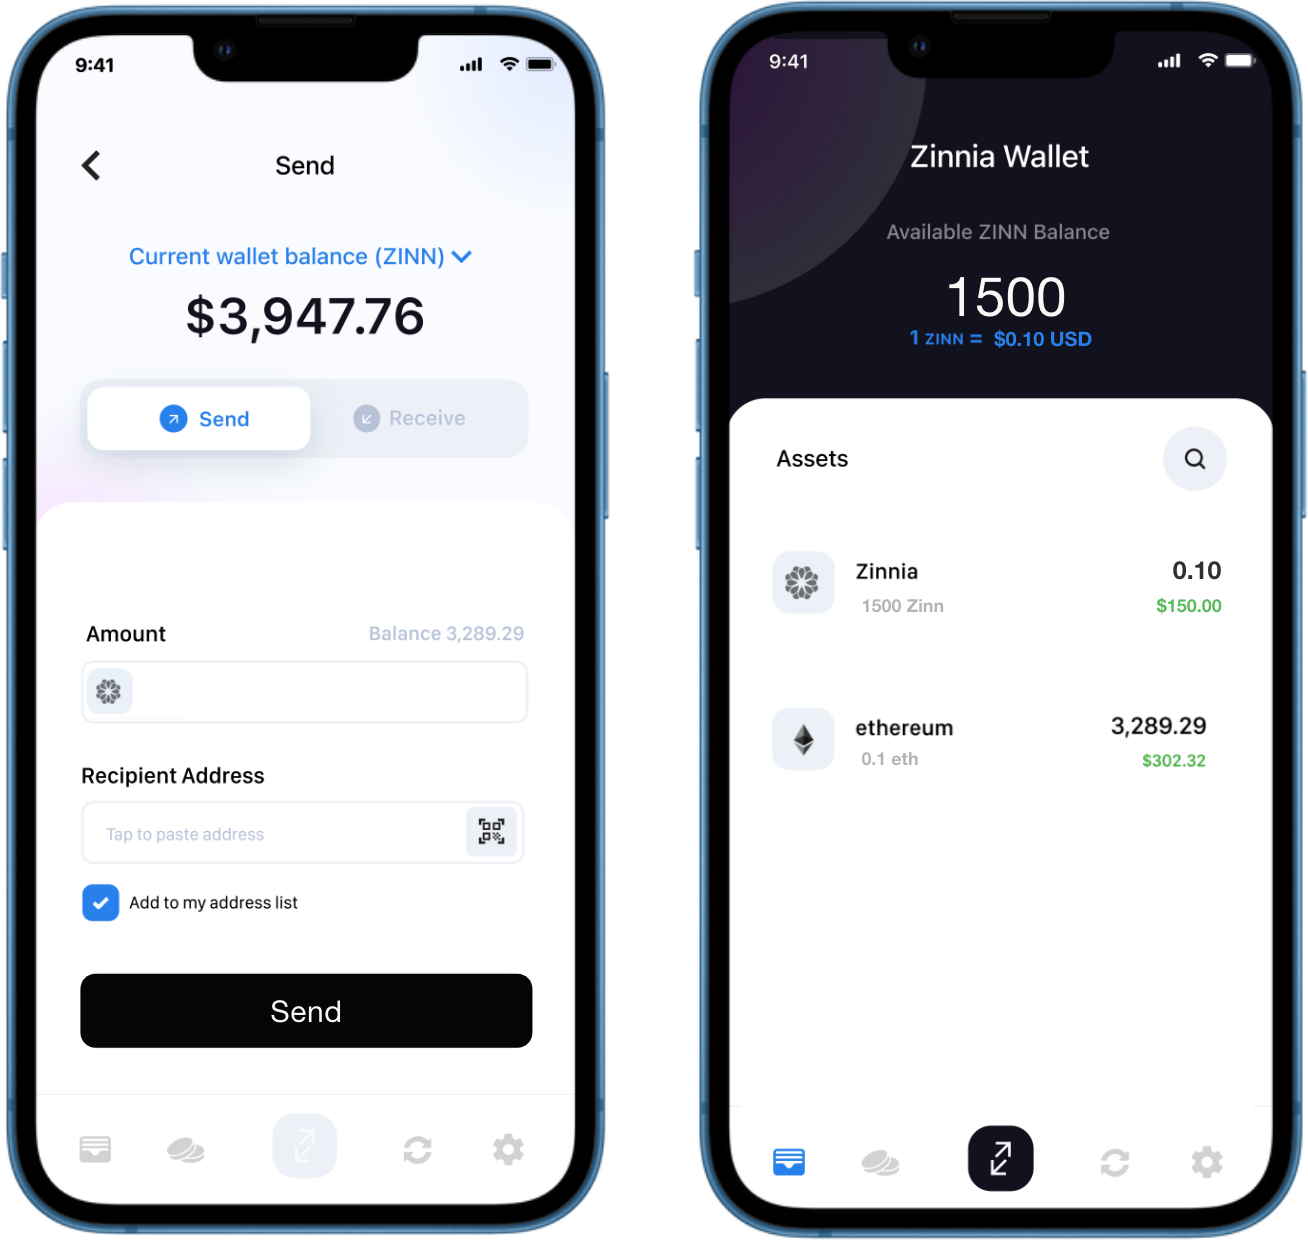 9:41
Send
Current wallet balance (ZINN)
$3,947.76
Send
Receive
Amount
Balance 3,289.29
Recipient Address
Tap to paste address
Add to my address list
Send
9:41
Zinnia Wallet
Available ZINN Balance
1500
1 ZINN = $0.10 USD
Assets
Zinnia
0.10
1500 Zinn
$150.00
ethereum
3,289.29
0.1 eth
$302.32